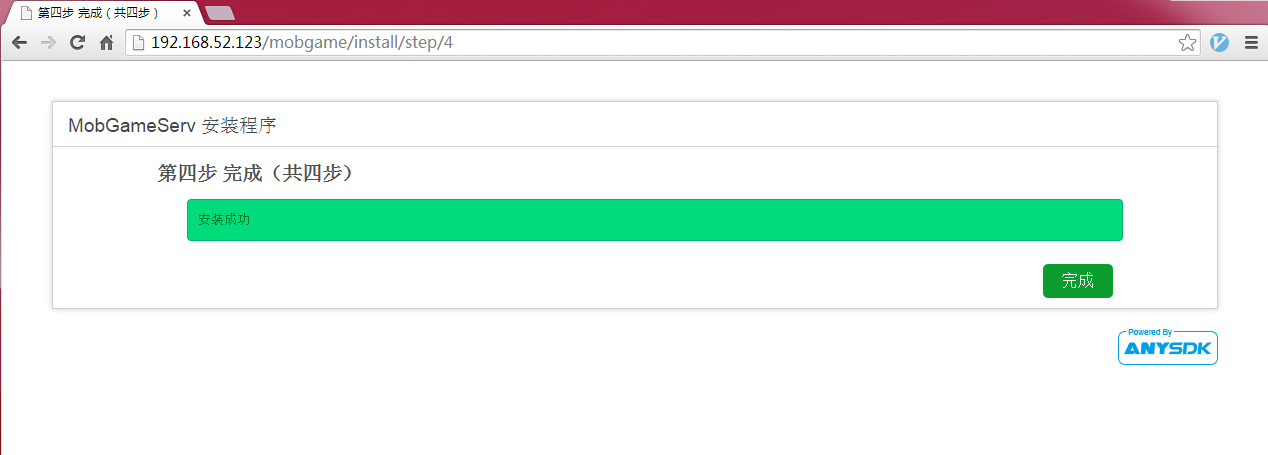 第四步 完成（共四步）
192.168.52.123/mobgame/install/step/4
MobGameServ 安装程序
第四步 完成（共四步）
安装成功
完成
Powered By
ANYSDK